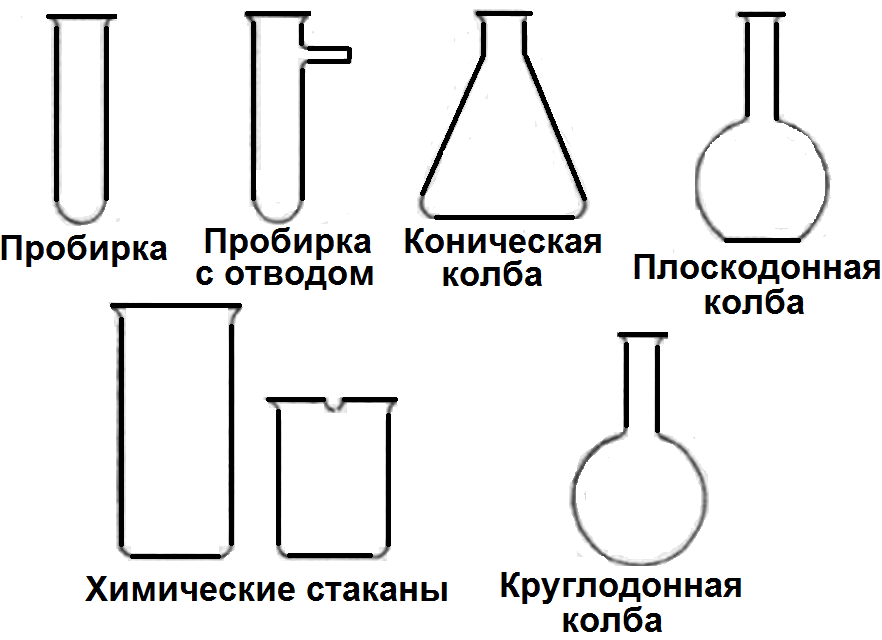 Пробирка
Пробирка
с отводом
Коническая
колба
Плоскодонная
колба
Химические стаканы
Круглодонная
колба